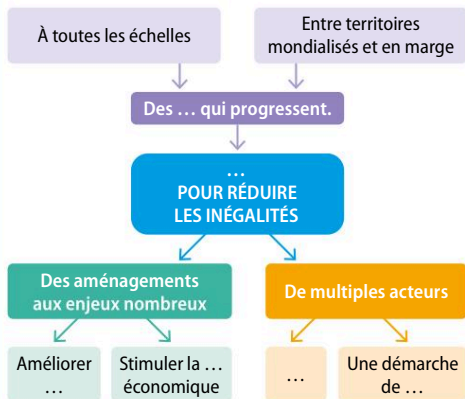 À toutes les échelles
Entre territoires
mondialisés et en marge
Des … qui progressent.
…
POUR RÉDUIRE
LES INÉGALITÉS
Des aménagements
aux enjeux nombreux
De multiples acteurs
Améliorer
…
Stimuler la …
économique
…
Une démarche
de …